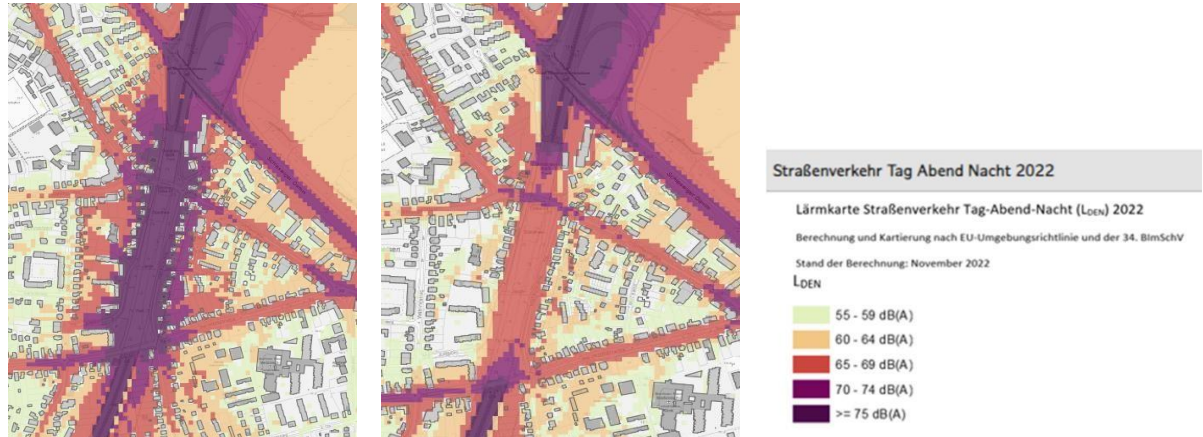 Straßenverkehr Tag Abend Nacht 2022
Lärmkarte Straßenverkehr Tag-Abend-Nacht (LDEN) 2022
Berechnung und Kartierung nach EU-Umgebungsrichtlinie und der 34. BImSchV
Stand der Berechnung: November 2022
LDEN
55 - 59 dB(A)
60 - 64 dB(A)
65 - 69 dB(A)
70 - 74 dB(A)
>= 75 dB(A)